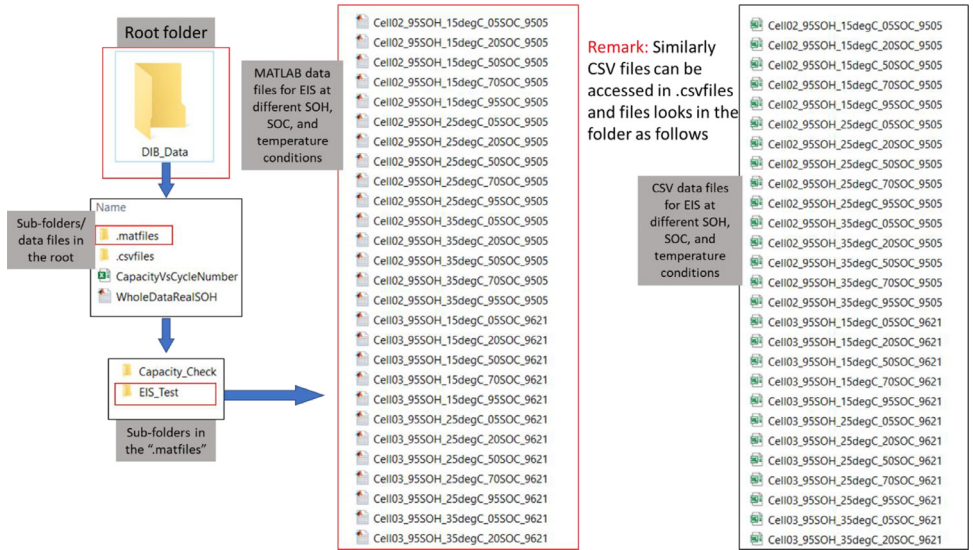 Root folder
DIB_Data
Sub-folders/
data files in
the root
Name
.matfiles
.csvfiles
CapacityVsCycleNumber
WholeDataRealSOH
Capacity_Check
EIS_Test
Sub-folders in
the ".matfiles"
MATLAB data
files for EIS at
different SOH,
SOC, and
temperature
conditions
Cell02_95SOH_15degC_05SOC_9505
Cell02_95SOH_15degC_20SOC_9505
Cell02_95SOH_15degC_50SOC_9505
Cell02_95SOH_15degC_70SOC_9505
Cell02_95SOH_15degC_95SOC_9505
Cell02_95SOH_25degC_05SOC_9505
Cell02_95SOH_25degC_20SOC_9505
Cell02_95SOH_25degC_50SOC_9505
Cell02_95SOH_25degC_70SOC_9505
Cell02_95SOH_25degC_95SOC_9505
Cell02_95SOH_35degC_05SOC_9505
Cell02_95SOH_35degC_20SOC_9505
Cell02_95SOH_35degC_50SOC_9505
Cell02_95SOH_35degC_70SOC_9505
Cell02_95SOH_35degC_95SOC_9505
Cell03_95SOH_15degC_05SOC_9621
Cell03_95SOH_15degC_20SOC_9621
Cell03_95SOH_15degC_50SOC_9621
Cell03_95SOH_15degC_70SOC_9621
Cell03_95SOH_15degC_95SOC_9621
Cell03_95SOH_25degC_05SOC_9621
Cell03_95SOH_25degC_20SOC_9621
Cell03_95SOH_25degC_50SOC_9621
Cell03_95SOH_25degC_70SOC_9621
Cell03_95SOH_25degC_95SOC_9621
Cell03_95SOH_35degC_05SOC_9621
Cell03_95SOH_35degC_20SOC_9621
Remark: Similarly
CSV files can be
accessed in .csvfiles
and files looks in the
folder as follows
CSV data files
for EIS at
different SOH,
SOC, and
temperature
conditions
Cell02_95SOH_15degC_05SOC_9505
Cell02_95SOH_15degC_20SOC_9505
Cell02_95SOH_15degC_50SOC_9505
Cell02_95SOH_15degC_70SOC_9505
Cell02_95SOH_15degC_95SOC_9505
Cell02_95SOH_25degC_05SOC_9505
Cell02_95SOH_25degC_20SOC_9505
Cell02_95SOH_25degC_50SOC_9505
Cell02_95SOH_25degC_70SOC_9505
Cell02_95SOH_25degC_95SOC_9505
Cell02_95SOH_35degC_05SOC_9505
Cell02_95SOH_35degC_20SOC_9505
Cell02_95SOH_35degC_50SOC_9505
Cell02_95SOH_35degC_70SOC_9505
Cell02_95SOH_35degC_95SOC_9505
Cell03_95SOH_15degC_05SOC_9621
Cell03_95SOH_15degC_20SOC_9621
Cell03_95SOH_15degC_50SOC_9621
Cell03_95SOH_15degC_70SOC_9621
Cell03_95SOH_15degC_95SOC_9621
Cell03_95SOH_25degC_05SOC_9621
Cell03_95SOH_25degC_20SOC_9621
Cell03_95SOH_25degC_50SOC_9621
Cell03_95SOH_25degC_70SOC_9621
Cell03_95SOH_25degC_95SOC_9621
Cell03_95SOH_35degC_05SOC_9621
Cell03_95SOH_35degC_20SOC_9621